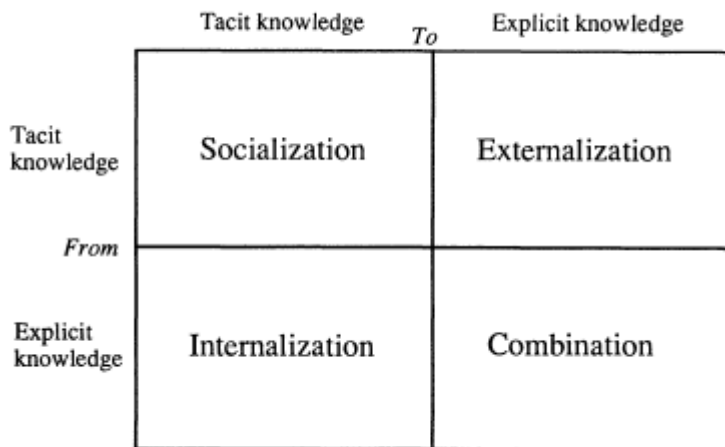 Tacit knowledge
To
Explicit knowledge
Tacit
knowledge
Socialization
Externalization
From
Explicit
knowledge
Internalization
Combination